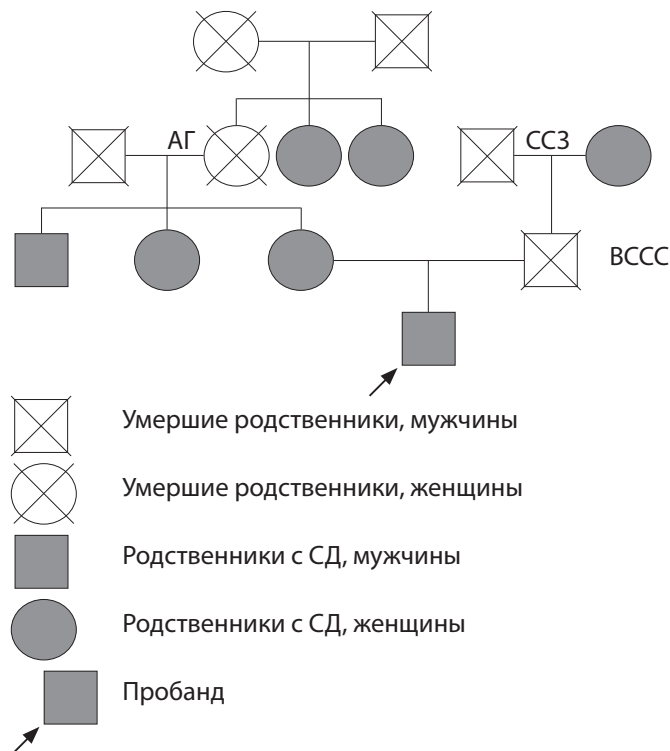 АГ
ССЗ
ВССС
Умершие родственники, мужчины
Умершие родственники, женщины
Родственники с СД, мужчины
Родственники с СД, женщины
Пробанд